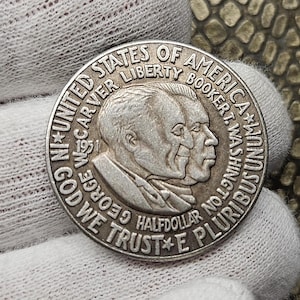 UNITED STATES OF AMERICA
IN GOD WE TRUST ★ E PLURIBUS UNUM
GEORGE W. CARVER LIBERTY BOOKER T. WASHINGTON
1951
HALF DOLLAR